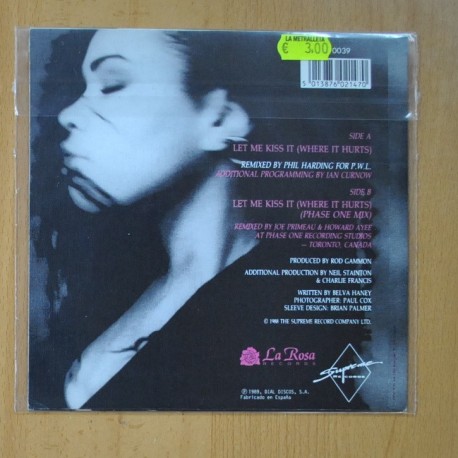 LA METRALLETA
€ 3.00
0039
5 013876 021470
SIDE A
LET ME KISS IT (WHERE IT HURTS)
REMIXED BY PHIL HARDING FOR P.W.L.
ADDITIONAL PROGRAMMING BY IAN CURNOW
SIDE B
LET ME KISS IT (WHERE IT HURTS)
(PHASE ONE MIX)
REMIXED BY JOE PRIMEAU & HOWARD AYEE
AT PHASE ONE RECORDING STUDIOS
— TORONTO, CANADA
PRODUCED BY ROD GAMMON
ADDITIONAL PRODUCTION BY NEIL STAINTON
& CHARLIE FRANCIS
WRITTEN BY BELVA HANEY
PHOTOGRAPHER: PAUL COX
SLEEVE DESIGN: BRIAN PALMER
© 1988 THE SUPREME RECORD COMPANY LTD.
La Rosa
RECORDS
Supreme
RECORDS
℗ 1989, DIAL DISCOS, S.A.
Fabricado en España